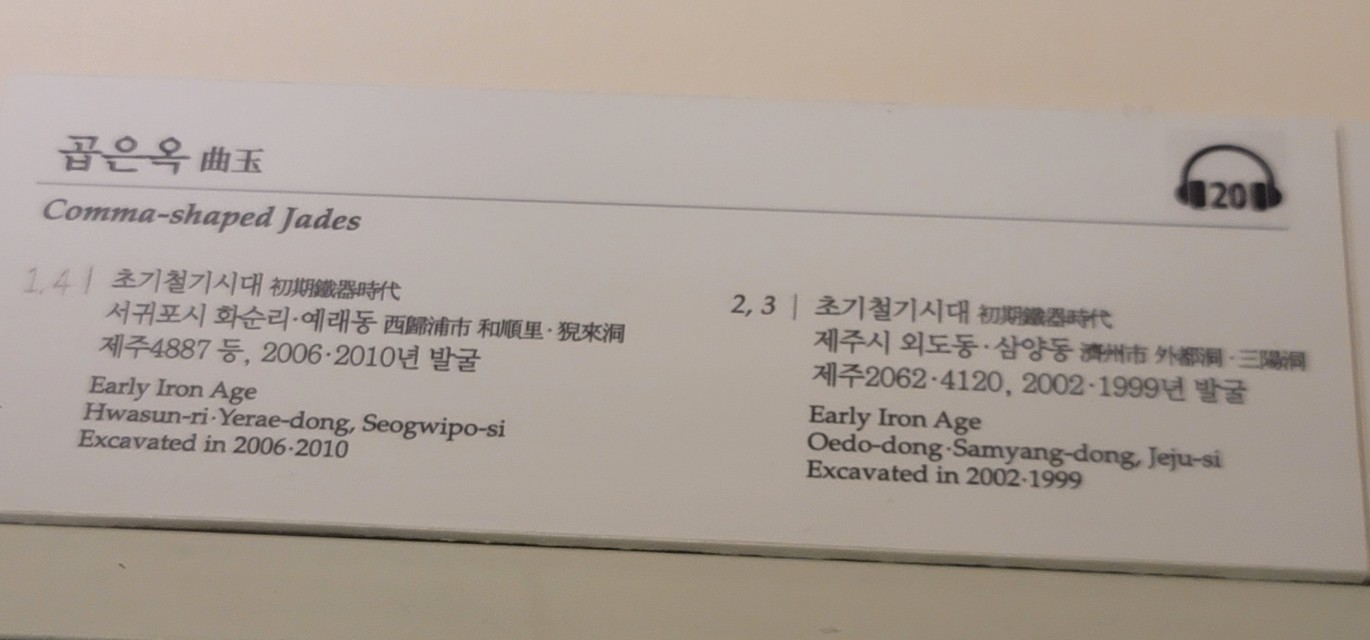 곱은옥 曲玉
20
Comma-shaped Jades
1, 4 | 초기철기시대 初期鐵器時代
서귀포시 화순리·예래동 西歸浦市 和順里·猊來洞
제주4887 등, 2006·2010년 발굴
Early Iron Age
Hwasun-ri·Yerae-dong, Seogwipo-si
Excavated in 2006·2010
2, 3 | 초기철기시대 初期鐵器時代
제주시 외도동·삼양동 濟州市 外都洞·三陽洞
제주2062·4120, 2002·1999년 발굴
Early Iron Age
Oedo-dong·Samyang-dong, Jeju-si
Excavated in 2002·1999